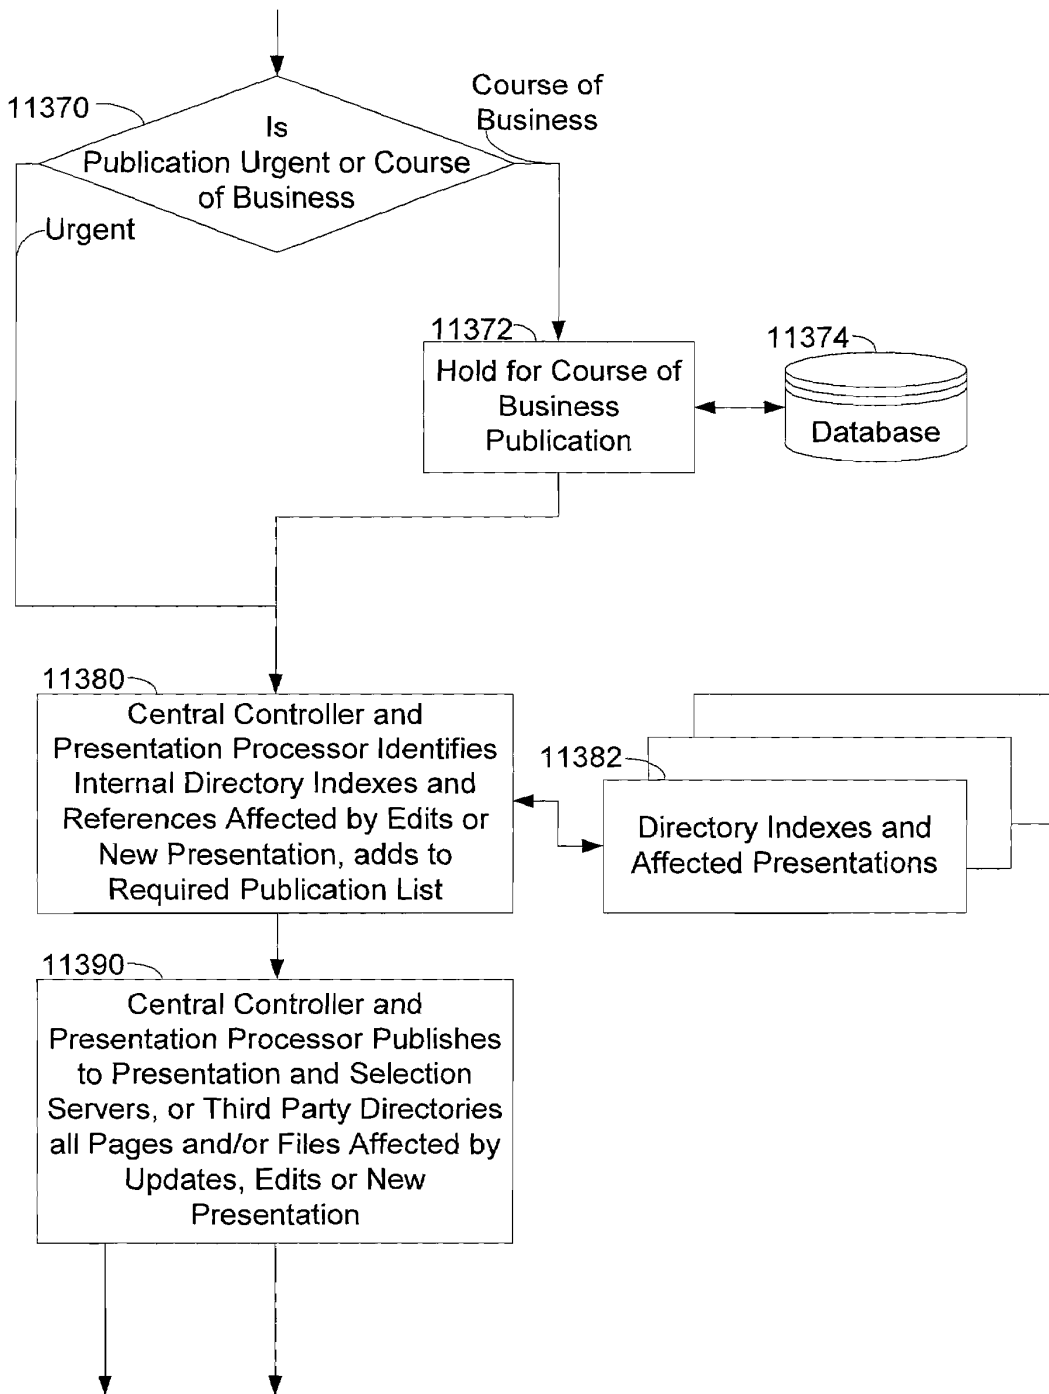 11370
Is
Publication Urgent or Course
of Business
Course of
Business
Urgent
11372
Hold for Course of
Business
Publication
11374
Database
11380
Central Controller and
Presentation Processor Identifies
Internal Directory Indexes and
References Affected by Edits or
New Presentation, adds to
Required Publication List
11382
Directory Indexes and
Affected Presentations
11390
Central Controller and
Presentation Processor Publishes
to Presentation and Selection
Servers, or Third Party Directories
all Pages and/or Files Affected by
Updates, Edits or New
Presentation